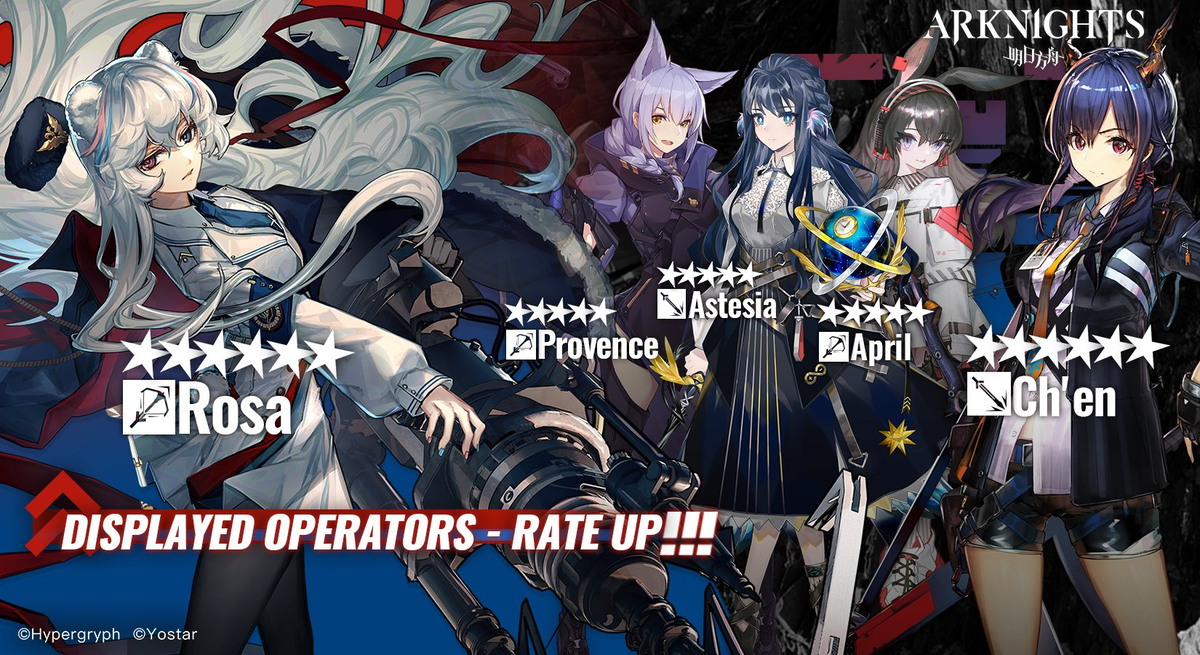 ARKNIGHTS
明日方舟
★★★★★★
Rosa
★★★★★
Provence
★★★★★
Astesia
★★★★★
April
★★★★★★
Ch'en
DISPLAYED OPERATORS - RATE UP!!!
©Hypergryph ©Yostar